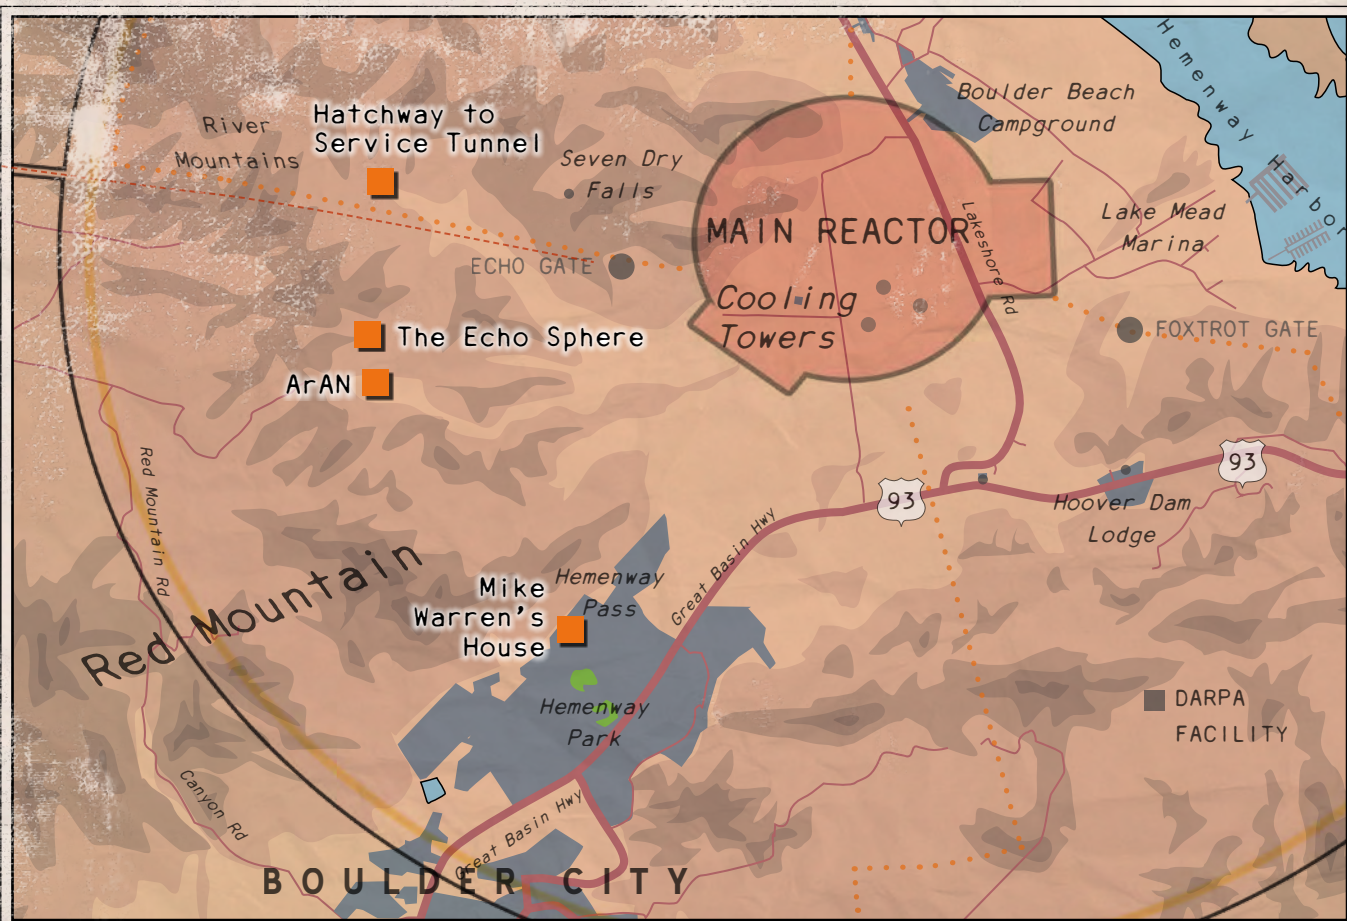 Hemenway Harbor
Boulder Beach
Campground
Hatchway to
Service Tunnel
River
Mountains
Seven Dry
Falls
MAIN REACTOR
Lakeshore Rd
Lake Mead
Marina
ECHO GATE
Cooling
Towers
FOXTROT GATE
The Echo Sphere
ArAN
93
93
Red Mountain Rd
Hoover Dam
Lodge
Great Basin Hwy
Red Mountain
Mike
Warren's
House
Hemenway
Pass
Hemenway
Park
DARPA
FACILITY
Canyon Rd
Great Basin Hwy
BOULDER CITY